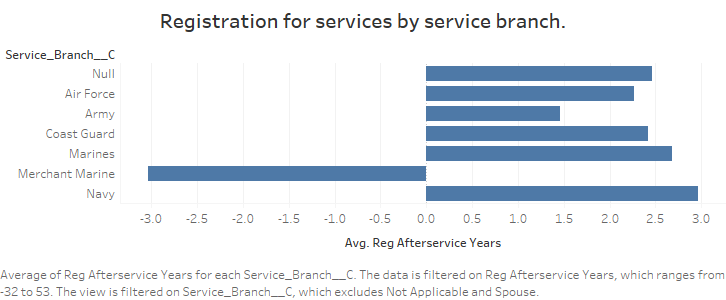 Registration for services by service branch.
Service_Branch__C
Null
Air Force
Army
Coast Guard
Marines
Merchant Marine
Navy
-3.0 -2.5 -2.0 -1.5 -1.0 -0.5 0.0 0.5 1.0 1.5 2.0 2.5 3.0
Avg. Reg Afterservice Years
Average of Reg Afterservice Years for each Service_Branch__C. The data is filtered on Reg Afterservice Years, which ranges from
-32 to 53. The view is filtered on Service_Branch__C, which excludes Not Applicable and Spouse.